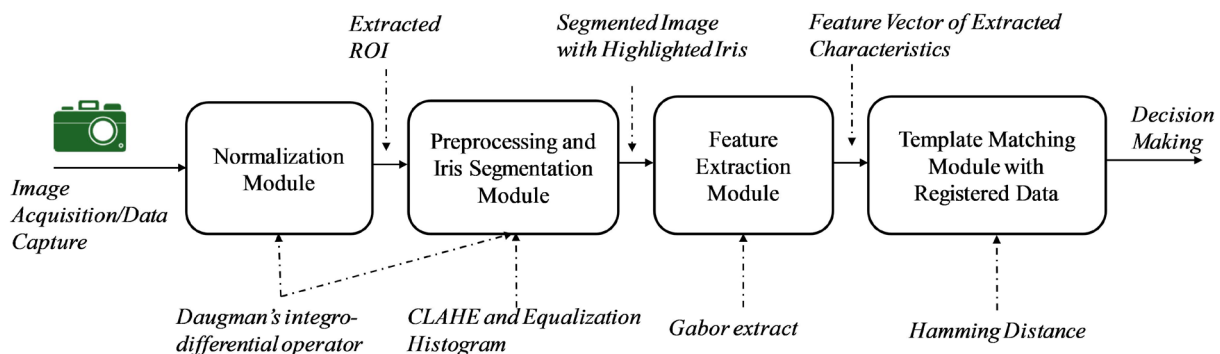 Extracted
ROI
Segmented Image
with Highlighted Iris
Feature Vector of Extracted
Characteristics
Image
Acquisition/Data
Capture
Normalization
Module
Preprocessing and
Iris Segmentation
Module
Feature
Extraction
Module
Template Matching
Module with
Registered Data
Decision
Making
Daugman's integro-
differential operator
CLAHE and Equalization
Histogram
Gabor extract
Hamming Distance